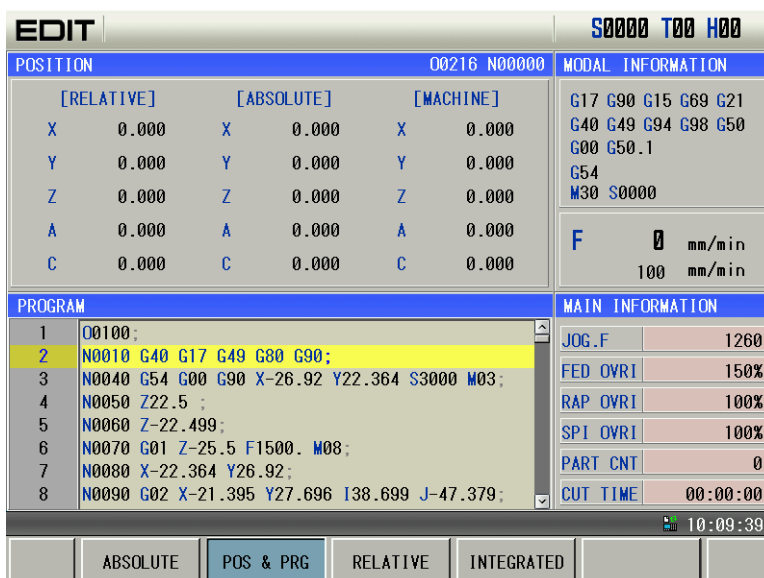 EDIT S0000 T00 H00
POSITION O0216 N00000
[RELATIVE] [ABSOLUTE] [MACHINE]
X 0.000 X 0.000 X 0.000
Y 0.000 Y 0.000 Y 0.000
Z 0.000 Z 0.000 Z 0.000
A 0.000 A 0.000 A 0.000
C 0.000 C 0.000 C 0.000
MODAL INFORMATION
G17 G90 G15 G69 G21
G40 G49 G94 G98 G50
G00 G50.1
G54
M30 S0000
F 0 mm/min
100 mm/min
PROGRAM
1 O0100;
2 N0010 G40 G17 G49 G80 G90;
3 N0040 G54 G00 G90 X-26.92 Y22.364 S3000 M03;
4 N0050 Z22.5 ;
5 N0060 Z-22.499;
6 N0070 G01 Z-25.5 F1500. M08;
7 N0080 X-22.364 Y26.92;
8 N0090 G02 X-21.395 Y27.696 I38.699 J-47.379;
MAIN INFORMATION
JOG.F 1260
FED OVRI 150%
RAP OVRI 100%
SPI OVRI 100%
PART CNT 0
CUT TIME 00:00:00
10:09:39
ABSOLUTE POS & PRG RELATIVE INTEGRATED